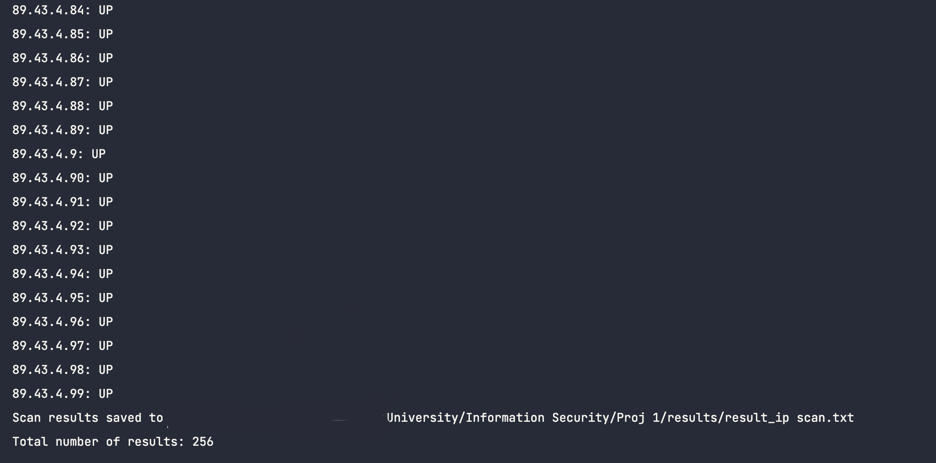 89.43.4.84: UP
89.43.4.85: UP
89.43.4.86: UP
89.43.4.87: UP
89.43.4.88: UP
89.43.4.89: UP
89.43.4.9: UP
89.43.4.90: UP
89.43.4.91: UP
89.43.4.92: UP
89.43.4.93: UP
89.43.4.94: UP
89.43.4.95: UP
89.43.4.96: UP
89.43.4.97: UP
89.43.4.98: UP
89.43.4.99: UP
Scan results saved to University/Information Security/Proj 1/results/result_ip scan.txt
Total number of results: 256